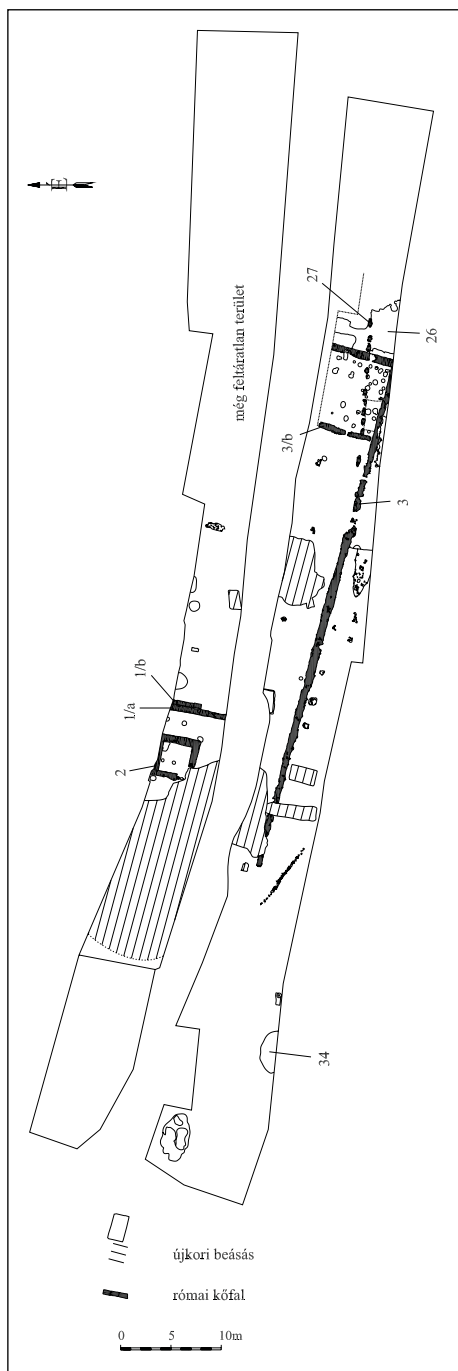 É
még feltáratlan terület
27
26
3/b
3
1/b
1/a
2
34
újkori beásás
római kőfal
0 5 10m